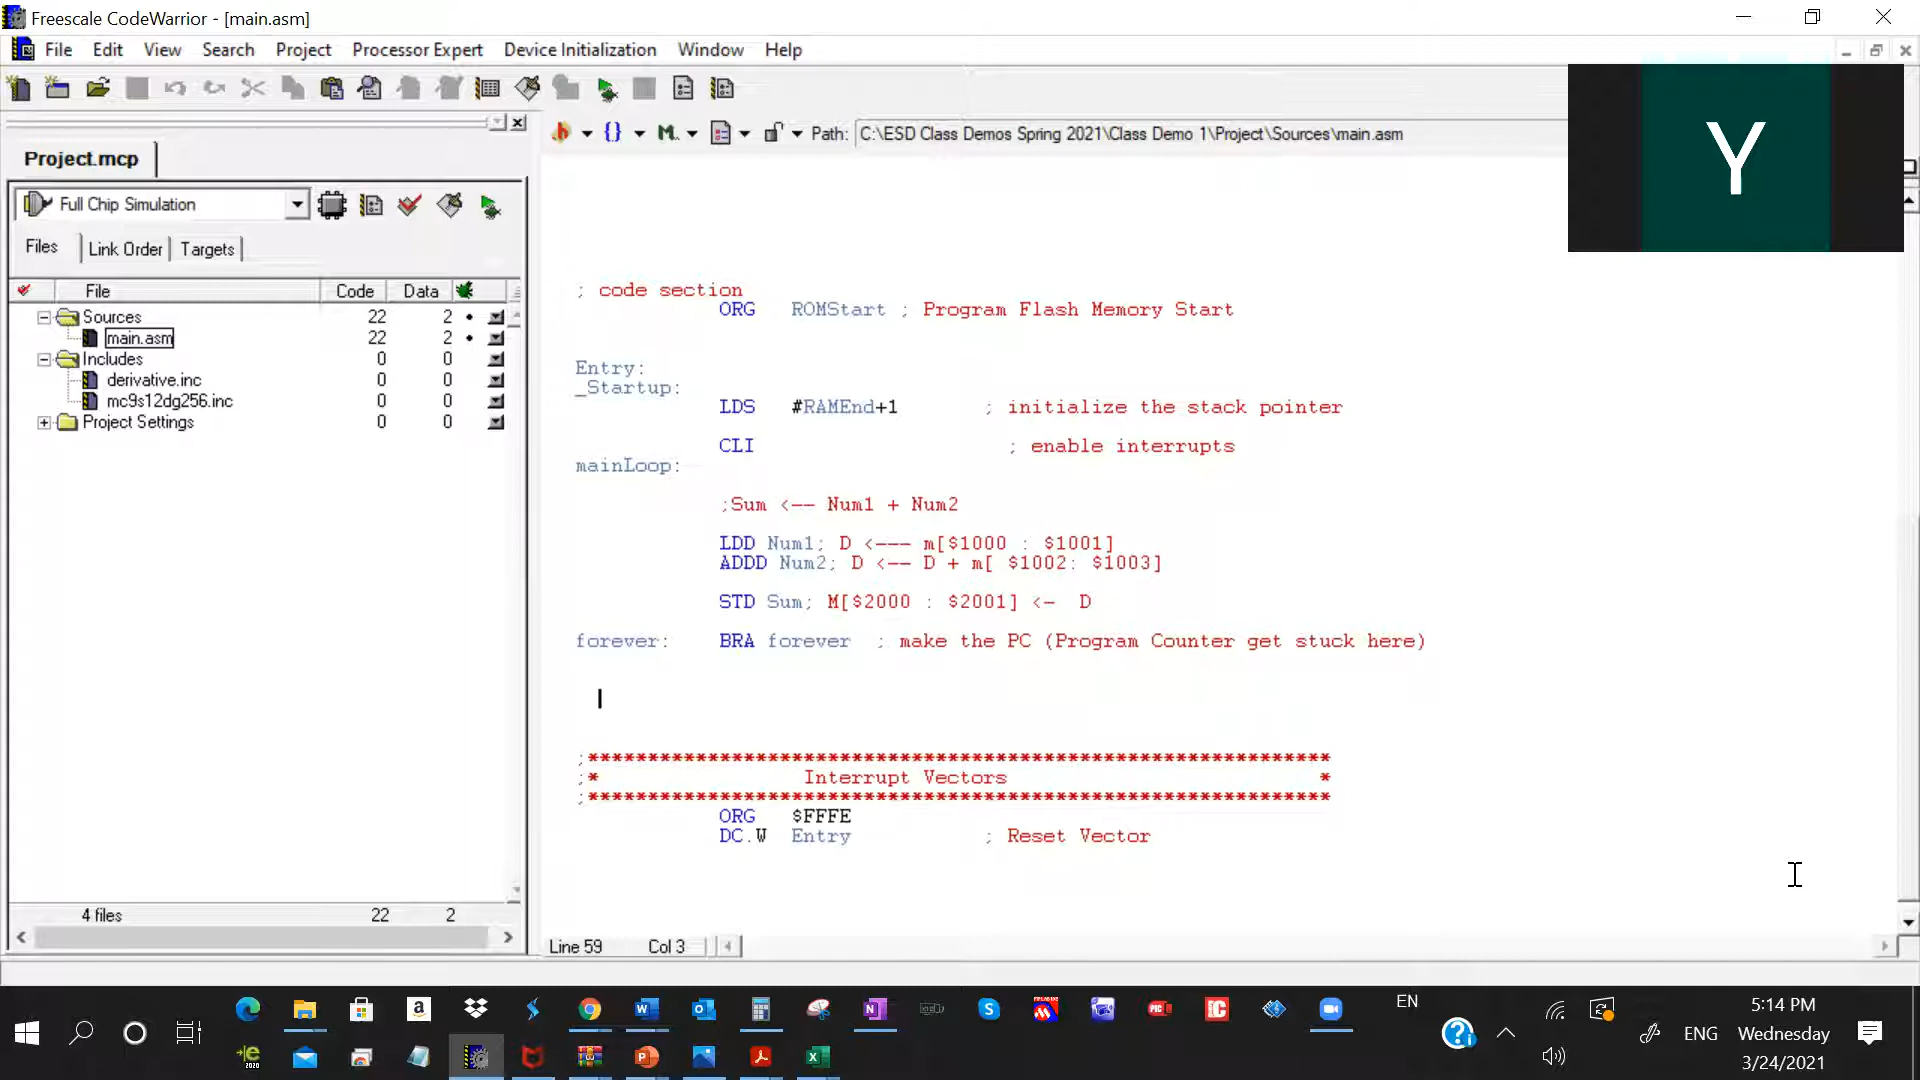 Freescale CodeWarrior - [main.asm]
File Edit View Search Project Processor Expert Device Initialization Window Help
Path: C:\ESD Class Demos Spring 2021\Class Demo 1\Project\Sources\main.asm
Y
Project.mcp
Full Chip Simulation
Files Link Order Targets
File Code Data
Sources 22 2
main.asm 22 2
Includes 0 0
derivative.inc 0 0
mc9s12dg256.inc 0 0
Project Settings 0 0
4 files 22 2
; code section
ORG ROMStart ; Program Flash Memory Start
Entry:
_Startup:
LDS #RAMEnd+1 ; initialize the stack pointer
CLI ; enable interrupts
mainLoop:
;Sum <-- Num1 + Num2
LDD Num1; D <--- m[$1000 : $1001]
ADDD Num2; D <-- D + m[ $1002: $1003]
STD Sum; M[$2000 : $2001] <- D
forever: BRA forever ; make the PC (Program Counter get stuck here)
;**************************************************************
;* Interrupt Vectors *
;**************************************************************
ORG $FFFE
DC.W Entry ; Reset Vector
Line 59 Col 3
EN
ENG
5:14 PM
Wednesday
3/24/2021